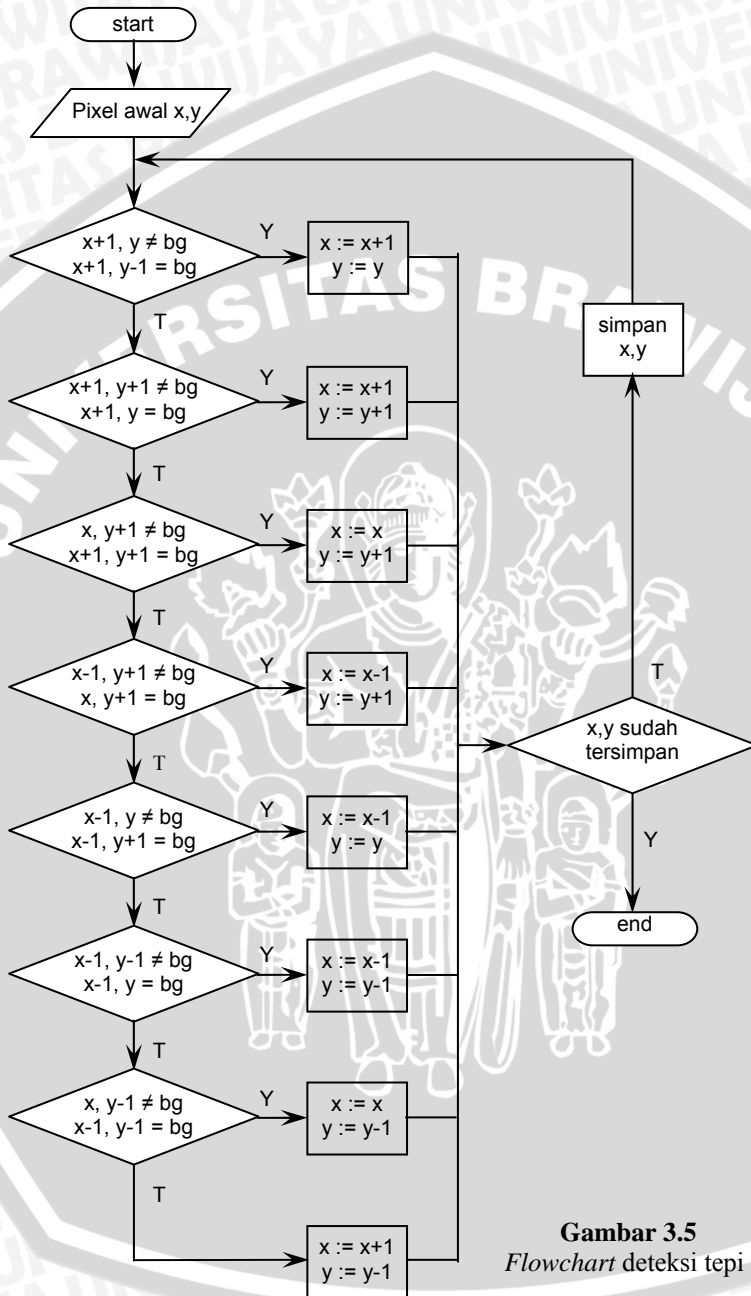 start
Pixel awal x,y
x+1, y ≠ bg
x+1, y-1 = bg
Y
x := x+1
y := y
T
x+1, y+1 ≠ bg
x+1, y = bg
Y
x := x+1
y := y+1
T
x, y+1 ≠ bg
x+1, y+1 = bg
Y
x := x
y := y+1
T
x-1, y+1 ≠ bg
x, y+1 = bg
Y
x := x-1
y := y+1
T
x-1, y ≠ bg
x-1, y+1 = bg
Y
x := x-1
y := y
T
x-1, y-1 ≠ bg
x-1, y = bg
Y
x := x-1
y := y-1
T
x, y-1 ≠ bg
x-1, y-1 = bg
Y
x := x
y := y-1
T
x := x+1
y := y-1
simpan
x,y
T
x,y sudah
tersimpan
Y
end
Gambar 3.5
Flowchart deteksi tepi
UNIVERSITAS BRAWIJ